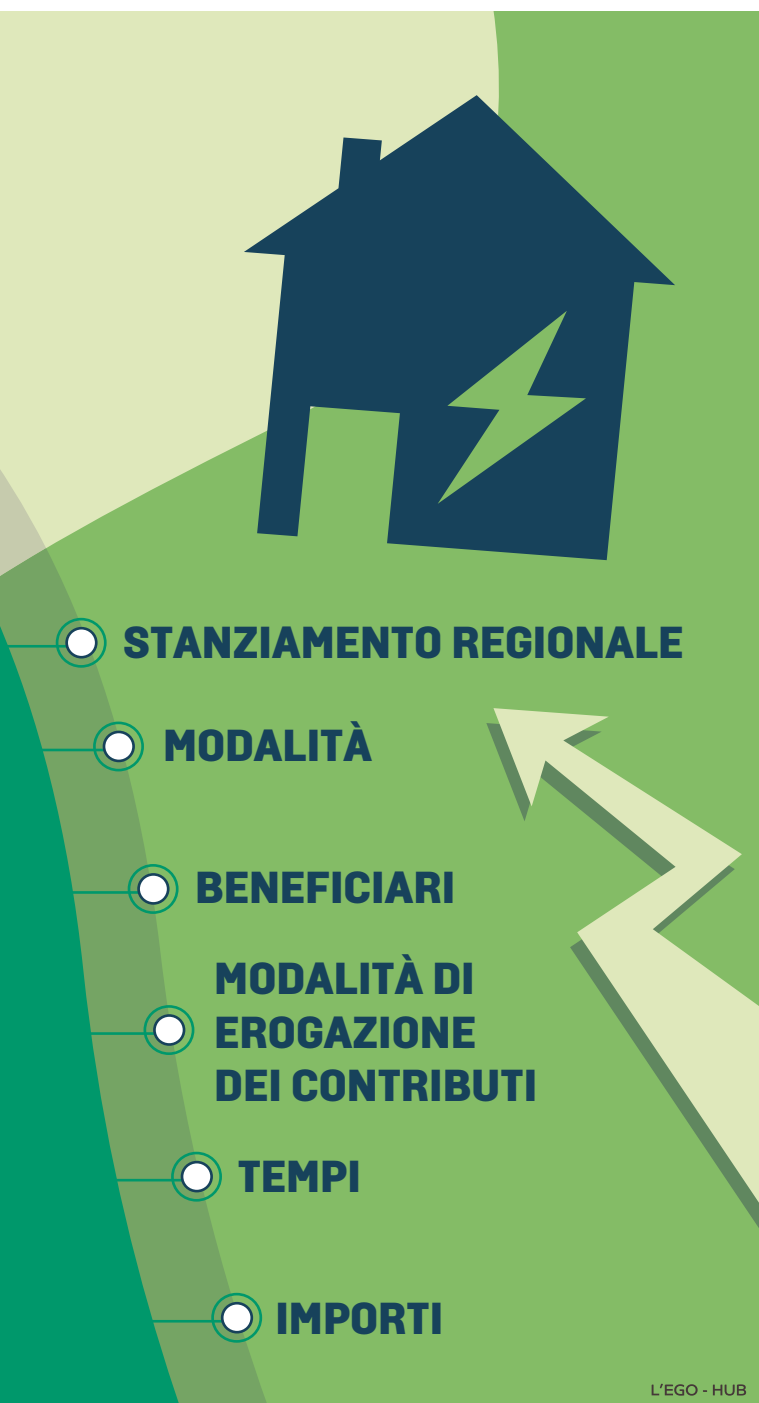 STANZIAMENTO REGIONALE
MODALITÀ
BENEFICIARI
MODALITÀ DI
EROGAZIONE
DEI CONTRIBUTI
TEMPI
IMPORTI
L'EGO - HUB